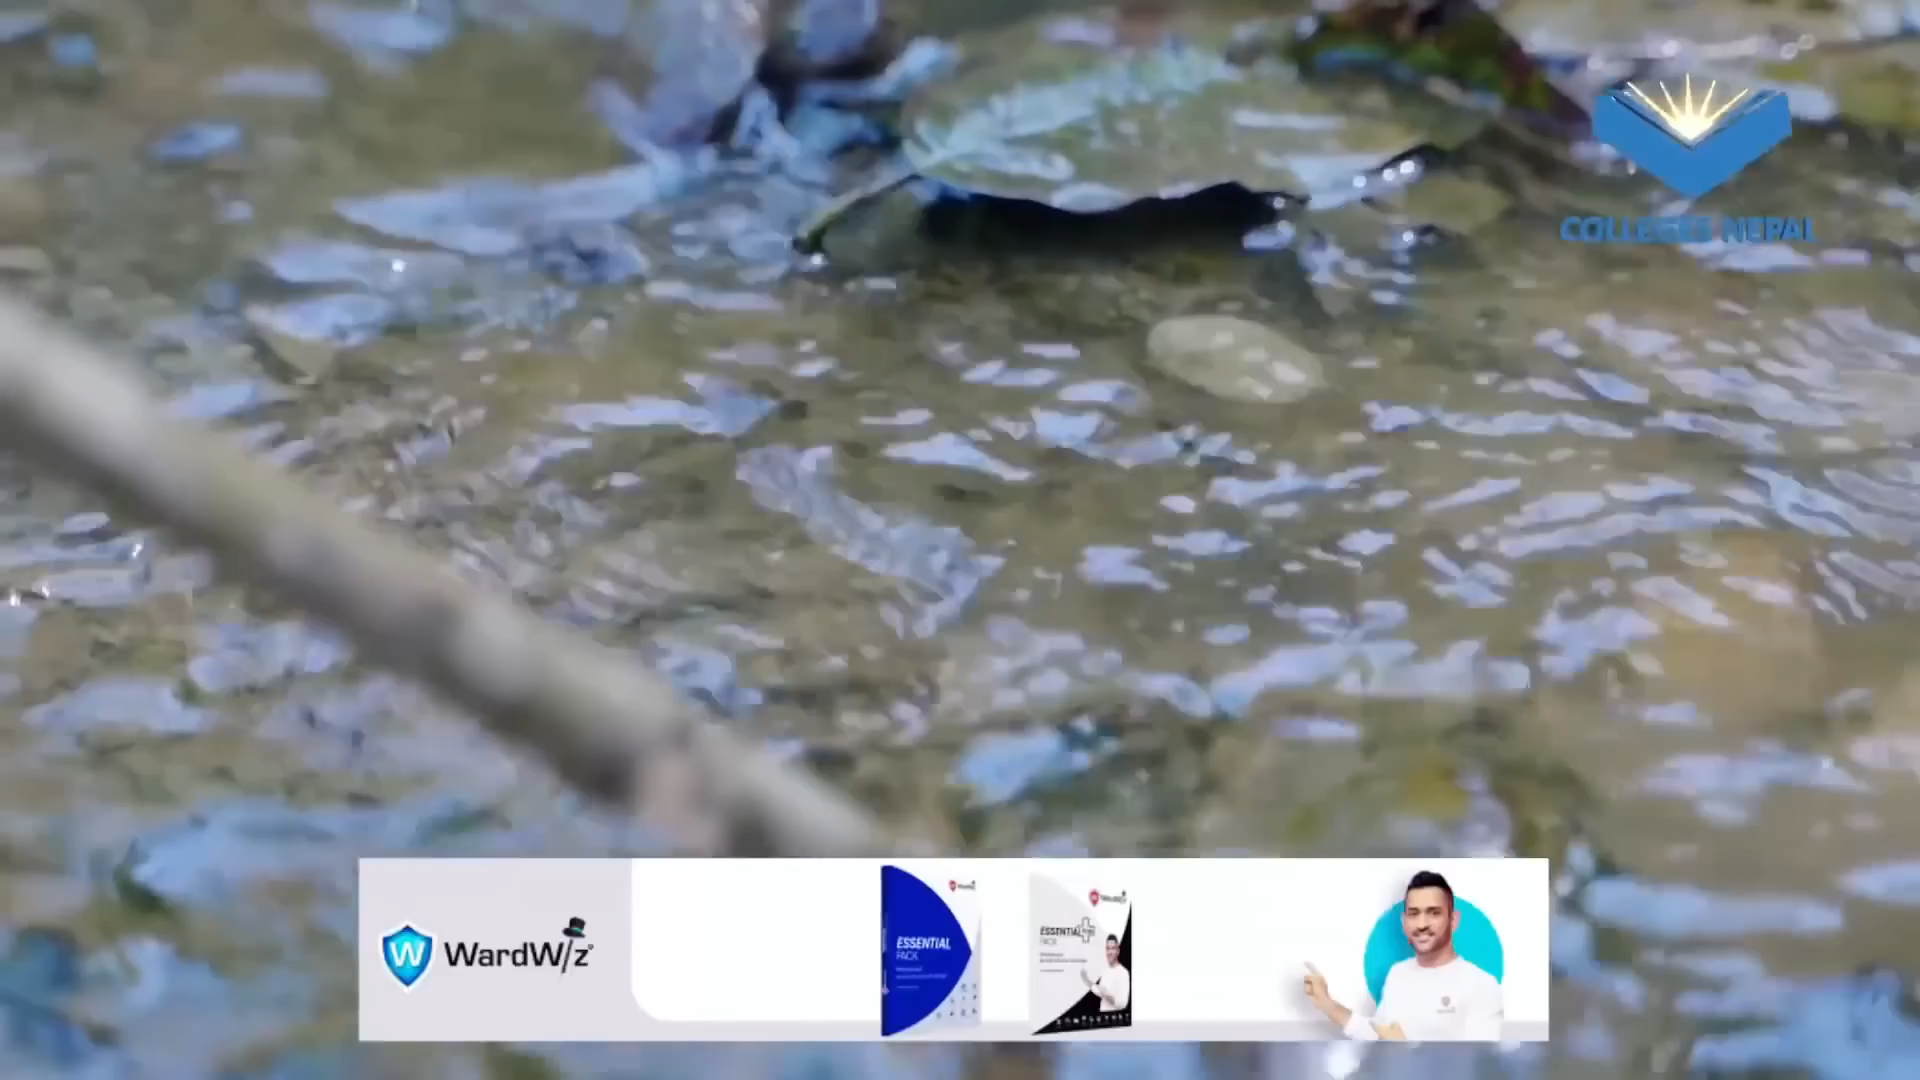 COLLEGES NEPAL
W WardWiz
ESSENTIAL
PACK
ESSENTIAL
PACK